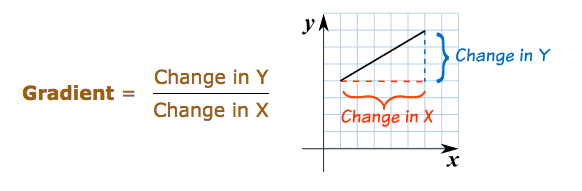 Gradient = Change in Y
Change in X
y
Change in Y
Change in X
x